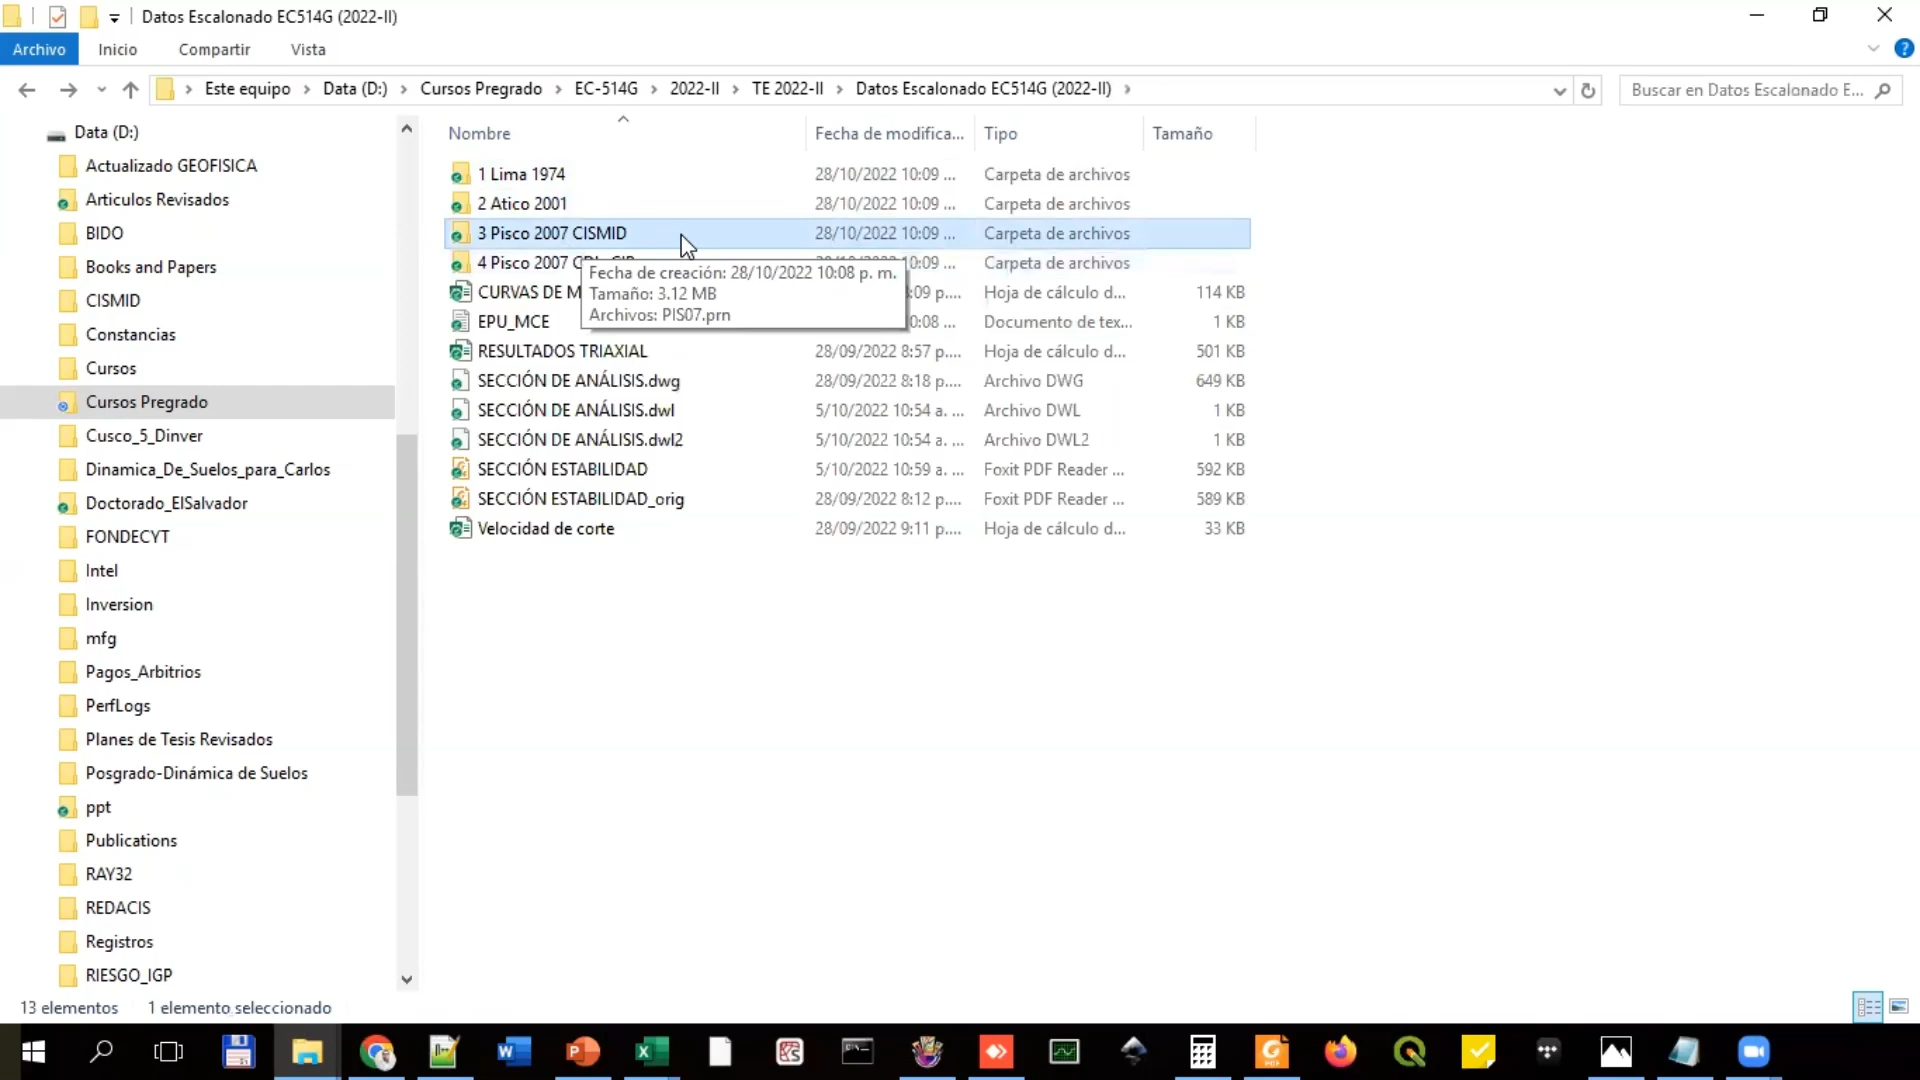 Datos Escalonado EC514G (2022-II)
Archivo Inicio Compartir Vista
Este equipo Data (D:) Cursos Pregrado EC-514G 2022-II TE 2022-II Datos Escalonado EC514G (2022-II)
Buscar en Datos Escalonado E...
Data (D:)
Actualizado GEOFISICA
Articulos Revisados
BIDO
Books and Papers
CISMID
Constancias
Cursos
Cursos Pregrado
Cusco_5_Dinver
Dinamica_De_Suelos_para_Carlos
Doctorado_ElSalvador
FONDECYT
Intel
Inversion
mfg
Pagos_Arbitrios
PerfLogs
Planes de Tesis Revisados
Posgrado-Dinámica de Suelos
ppt
Publications
RAY32
REDACIS
Registros
RIESGO_IGP
Nombre Fecha de modifica... Tipo Tamaño
1 Lima 1974 28/10/2022 10:09 ... Carpeta de archivos
2 Atico 2001 28/10/2022 10:09 ... Carpeta de archivos
3 Pisco 2007 CISMID 28/10/2022 10:09 ... Carpeta de archivos
4 Pisco 2007 :09 ... Carpeta de archivos
CURVAS DE M :09 p.... Hoja de cálculo d... 114 KB
EPU_MCE 0:08 ... Documento de tex... 1 KB
Fecha de creación: 28/10/2022 10:08 p. m.
Tamaño: 3.12 MB
Archivos: PIS07.prn
RESULTADOS TRIAXIAL 28/09/2022 8:57 p.... Hoja de cálculo d... 501 KB
SECCIÓN DE ANÁLISIS.dwg 28/09/2022 8:18 p.... Archivo DWG 649 KB
SECCIÓN DE ANÁLISIS.dwl 5/10/2022 10:54 a. ... Archivo DWL 1 KB
SECCIÓN DE ANÁLISIS.dwl2 5/10/2022 10:54 a. ... Archivo DWL2 1 KB
SECCIÓN ESTABILIDAD 5/10/2022 10:59 a. ... Foxit PDF Reader ... 592 KB
SECCIÓN ESTABILIDAD_orig 28/09/2022 8:12 p.... Foxit PDF Reader ... 589 KB
Velocidad de corte 28/09/2022 9:11 p.... Hoja de cálculo d... 33 KB
13 elementos 1 elemento seleccionado